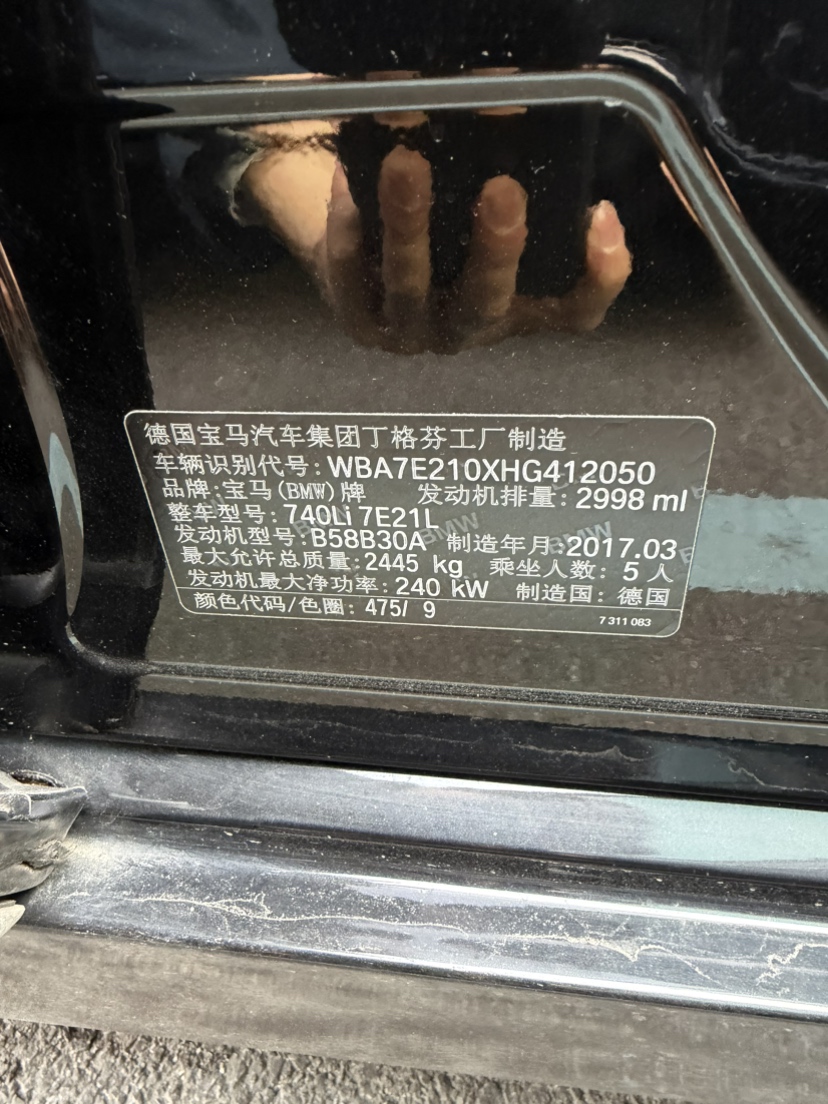 德国宝马汽车集团丁格芬工厂制造
车辆识别代号: WBA7E210XHG412050
品牌: 宝马(BMW)牌 发动机排量: 2998 ml
整车型号: 740Li 7E21L
发动机型号: B58B30A 制造年月: 2017.03
最大允许总质量: 2445 kg 乘坐人数: 5 人
发动机最大净功率: 240 kW 制造国: 德国
颜色代码/色圈: 475/ 9 7 311 083